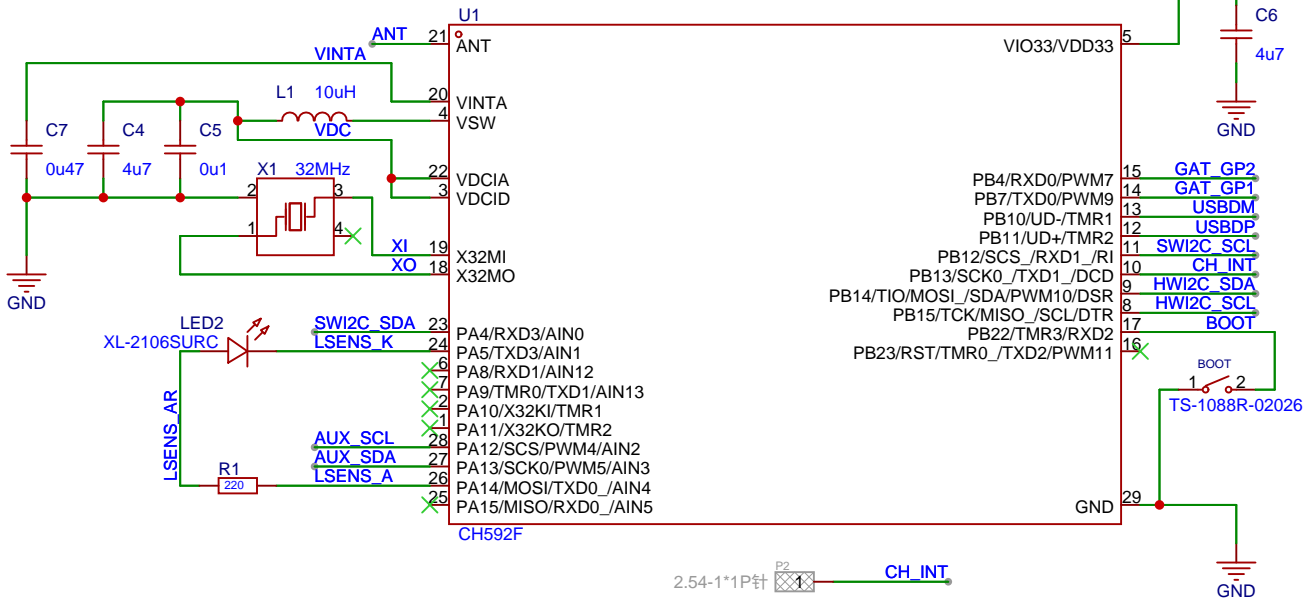 U1
C6
4u7
GND
ANT
21
ANT
VIO33/VDD33
5
VINTA
20
VINTA
L1
10uH
4
VSW
VDC
C7
0u47
C4
4u7
C5
0u1
X1
32MHz
22
VDCIA
3
VDCID
2
3
1
4
XI
19
X32MI
XO
18
X32MO
GND
PB4/RXD0/PWM7
15
GAT_GP2
PB7/TXD0/PWM9
14
GAT_GP1
PB10/UD-/TMR1
13
USBDM
PB11/UD+/TMR2
12
USBDP
PB12/SCS_/RXD1_/RI
11
SWI2C_SCL
PB13/SCK0_/TXD1_/DCD
10
CH_INT
PB14/TIO/MOSI_/SDA/PWM10/DSR
9
HWI2C_SDA
PB15/TCK/MISO_/SCL/DTR
8
HWI2C_SCL
PB22/TMR3/RXD2
17
BOOT
PB23/RST/TMR0_/TXD2/PWM11
16
LED2
XL-2106SURC
SWI2C_SDA
23
PA4/RXD3/AIN0
LSENS_K
24
PA5/TXD3/AIN1
6
PA8/RXD1/AIN12
7
PA9/TMR0/TXD1/AIN13
2
PA10/X32KI/TMR1
1
PA11/X32KO/TMR2
AUX_SCL
28
PA12/SCS/PWM4/AIN2
AUX_SDA
27
PA13/SCK0/PWM5/AIN3
LSENS_A
26
PA14/MOSI/TXD0_/AIN4
25
PA15/MISO/RXD0_/AIN5
LSENS_AR
R1
220
BOOT
1
2
TS-1088R-02026
GND
29
CH592F
GND
P2
2.54-1*1P针
1
CH_INT